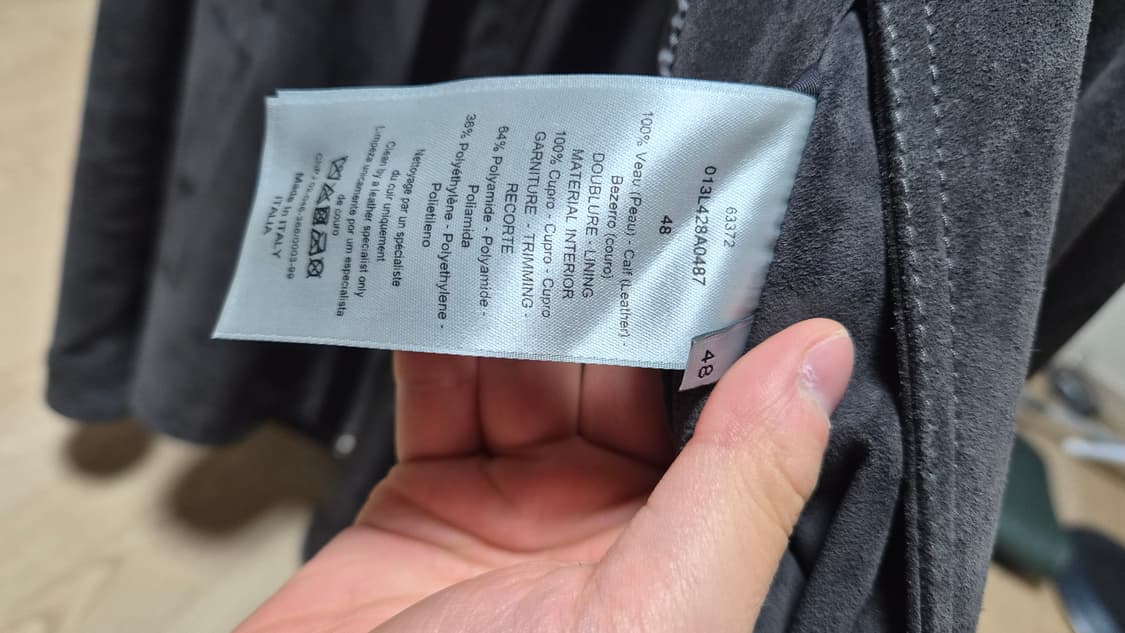 63372
013L428A0487
48
100% Veau (Peau) - Calf (Leather) -
Bezerro (couro)
DOUBLURE - LINING
MATERIAL INTERIOR
100% Cupro - Cupro - Cupro
GARNITURE - TRIMMING -
RECORTE
64% Polyamide - Polyamide -
Poliamida
36% Polyéthylène - Polyethylene -
Polietileno
Nettoyage par un spécialiste
du cuir uniquement
Clean by a leather specialist only
Limpeza unicamente por um especialista
de couro
Made in ITALY
ITALIA
48